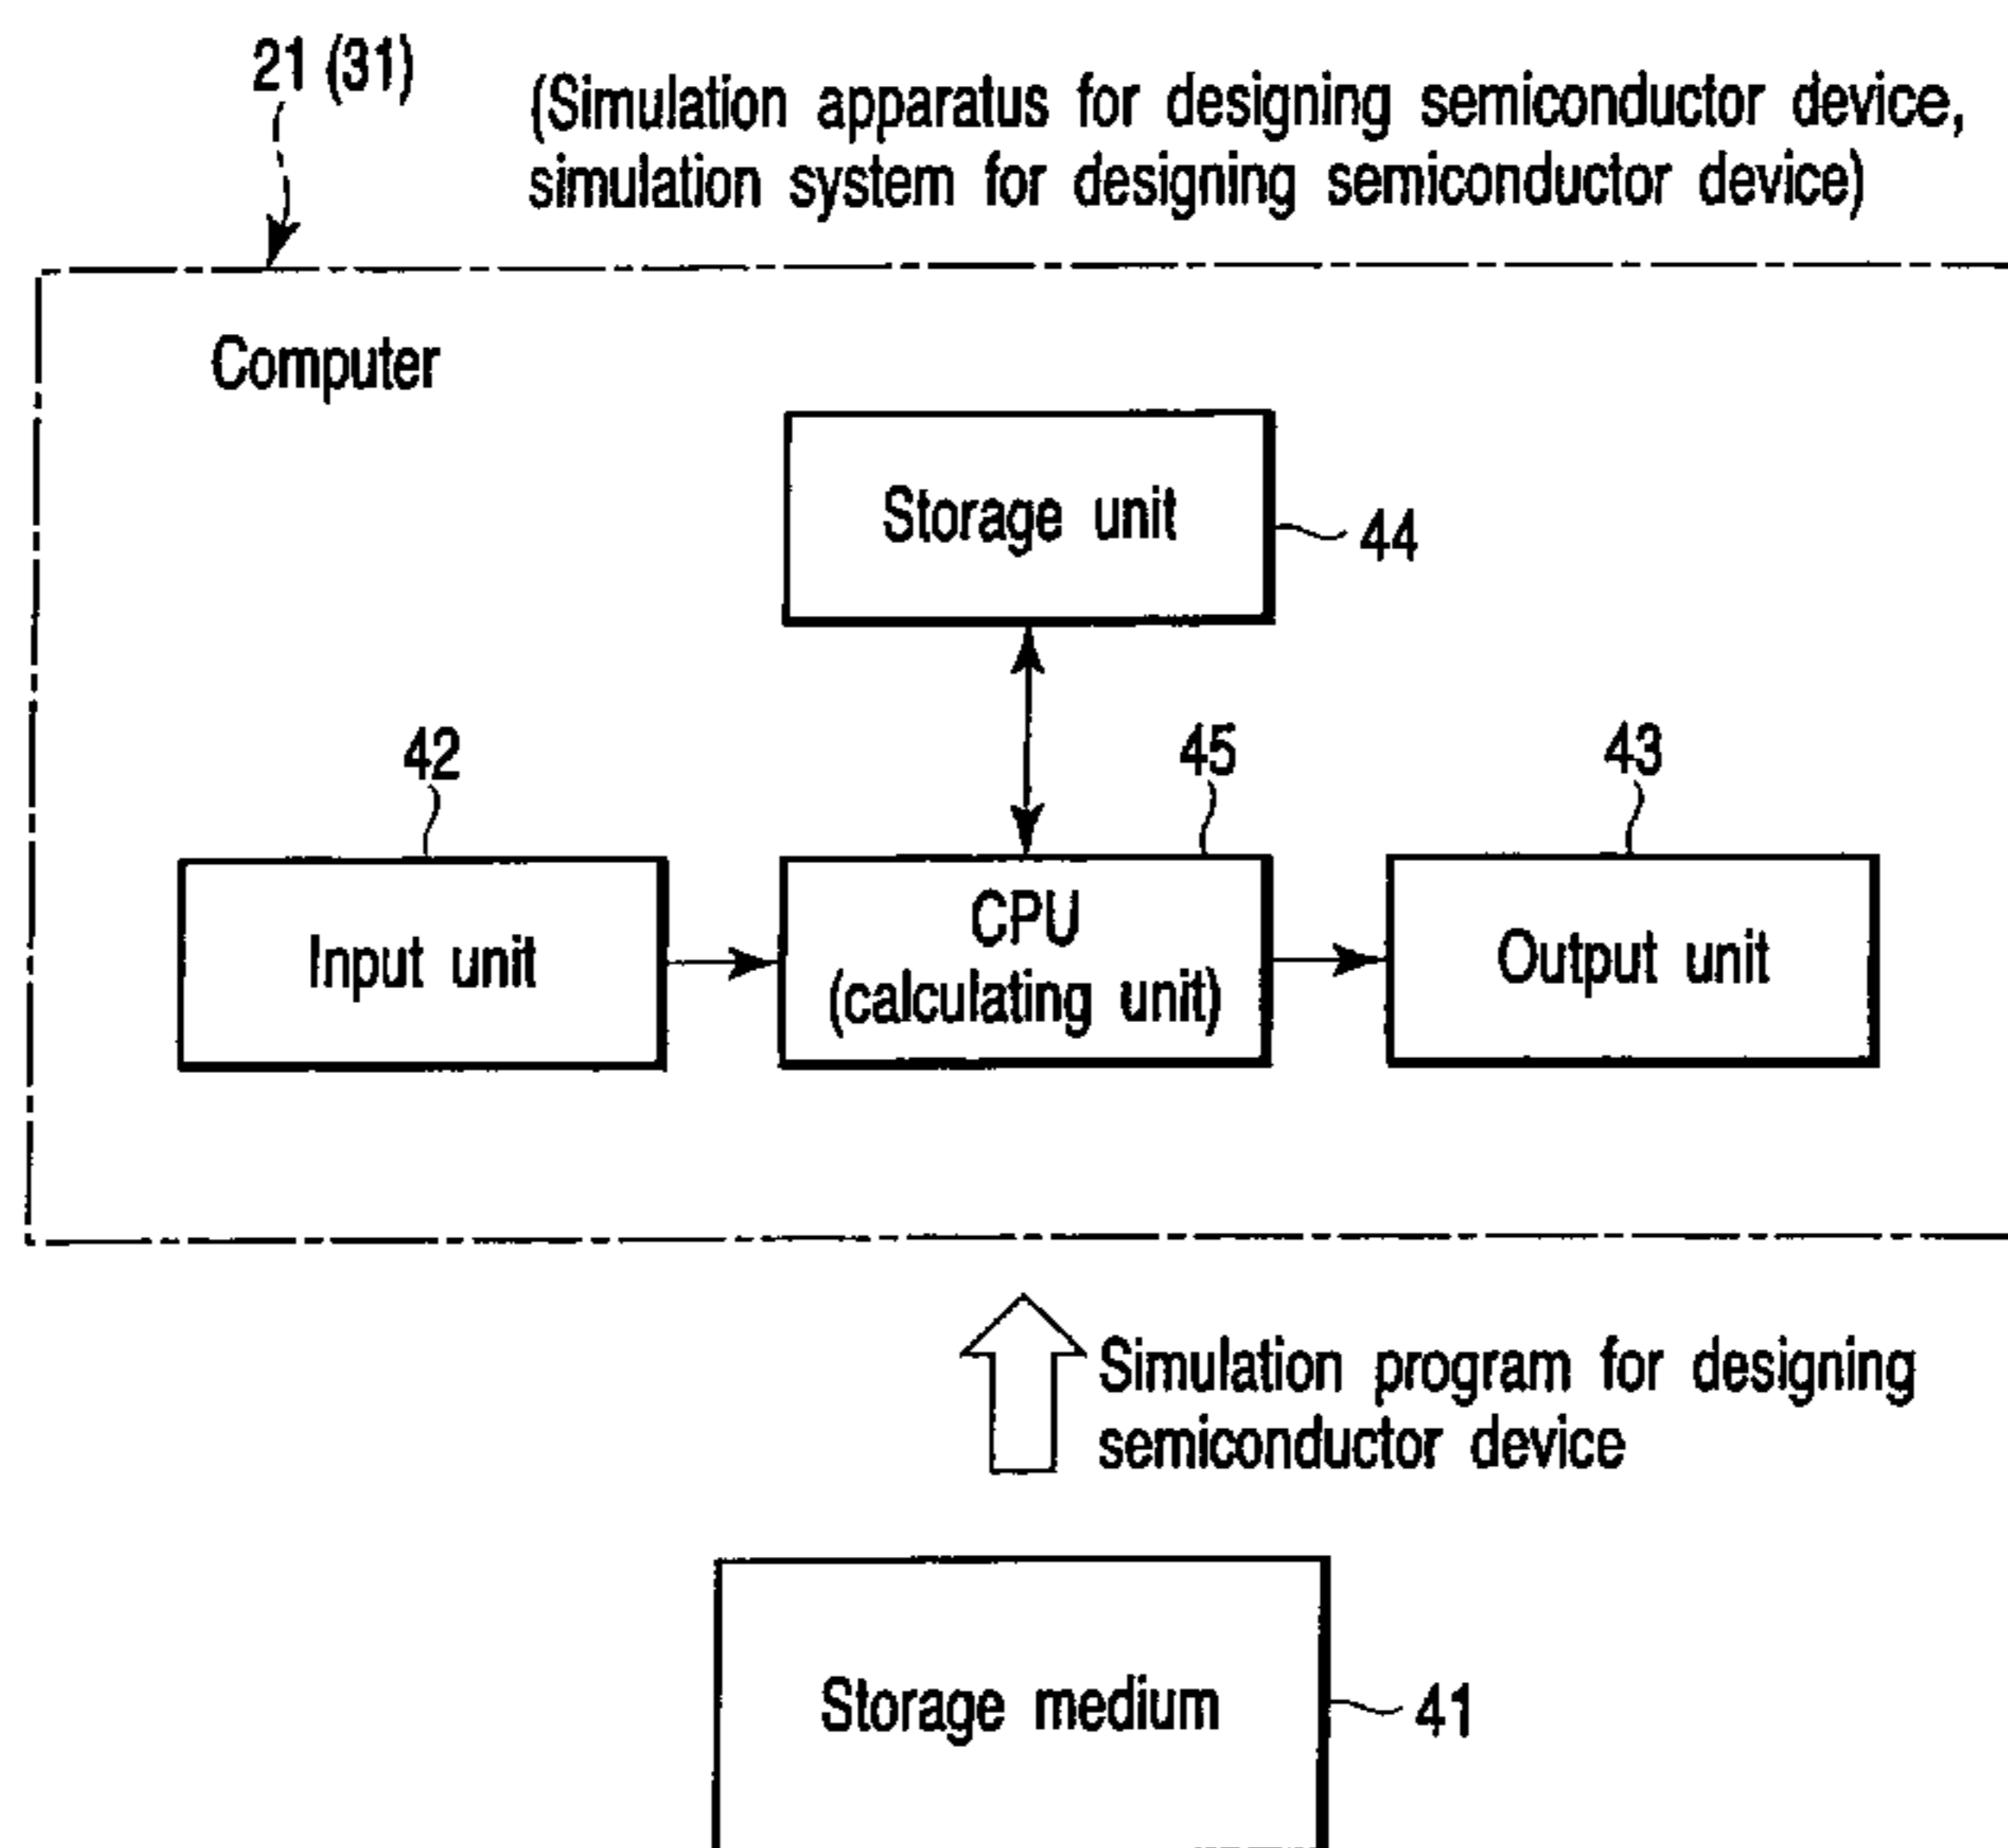 21 (31)
(Simulation apparatus for designing semiconductor device,
simulation system for designing semiconductor device)
Computer
Storage unit
44
42
45
43
Input unit
CPU
(calculating unit)
Output unit
Simulation program for designing
semiconductor device
Storage medium
41